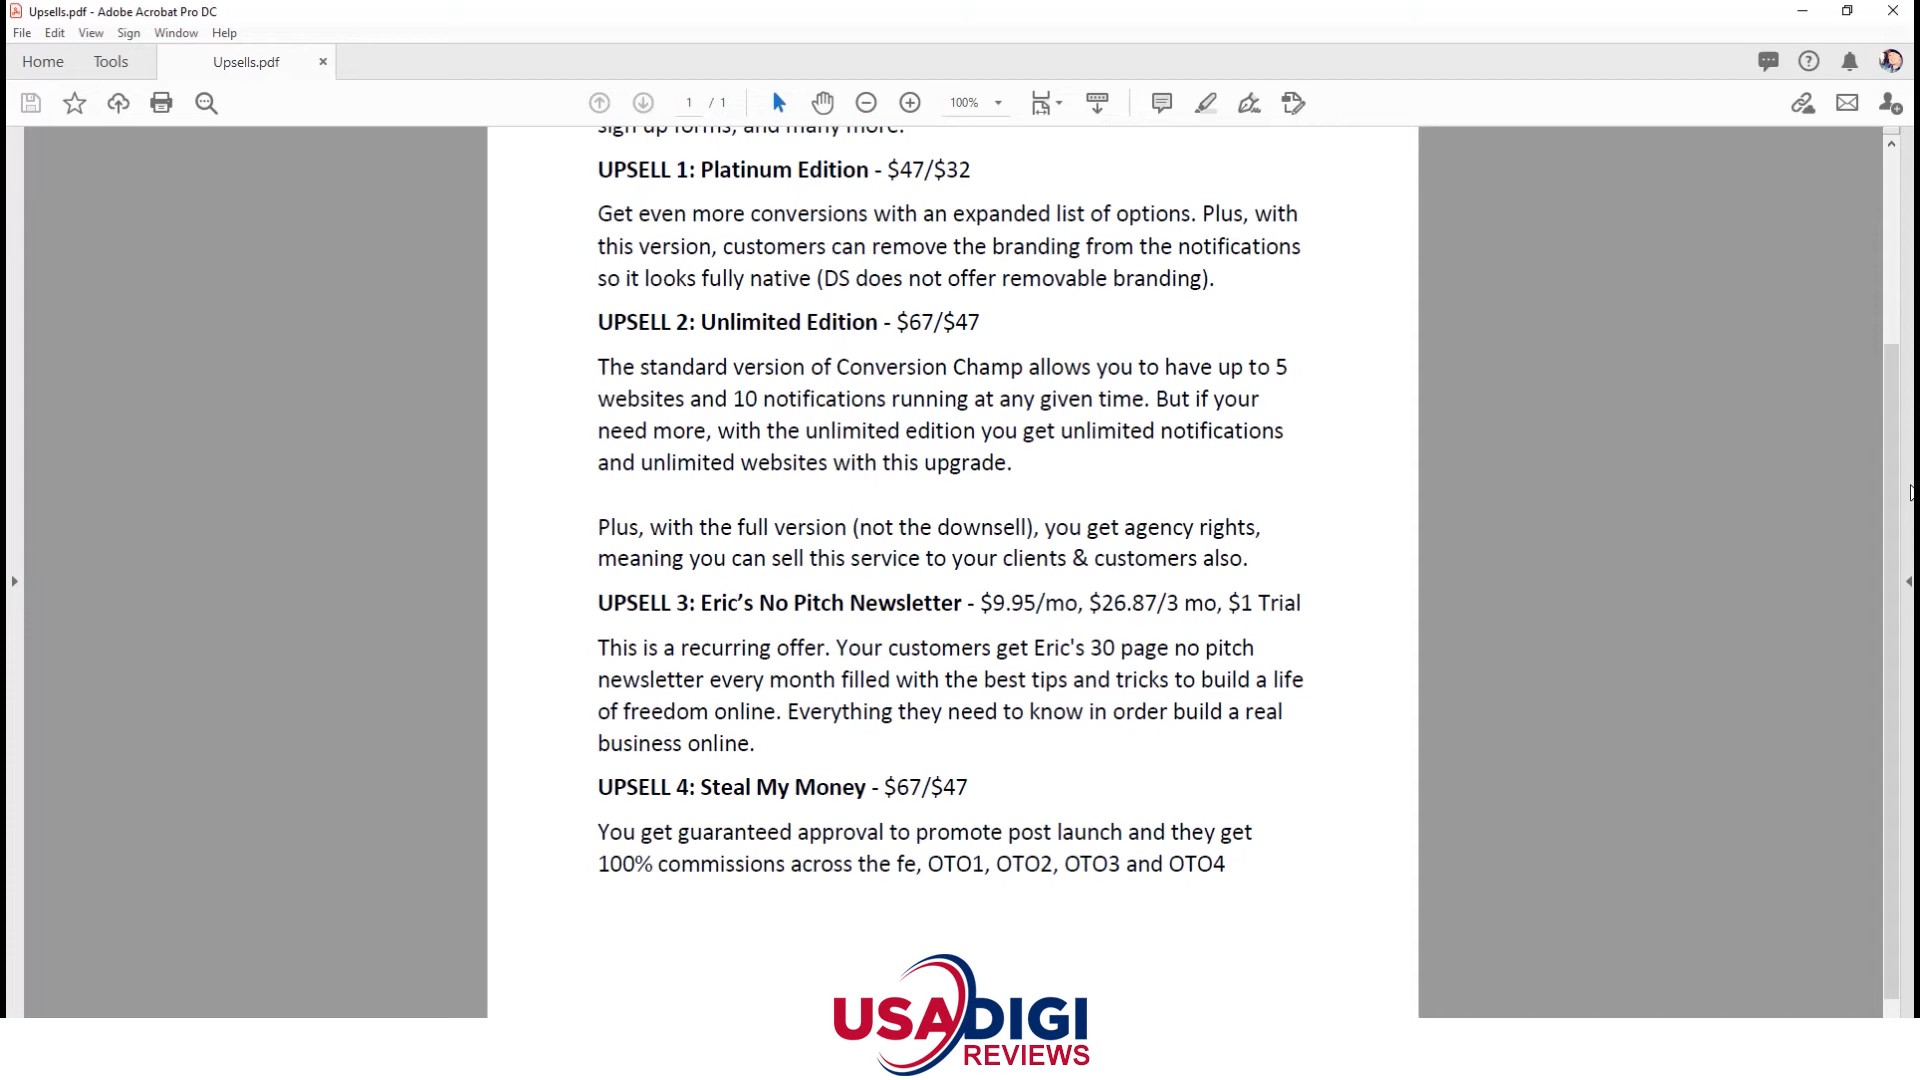 Upsells.pdf - Adobe Acrobat Pro DC
File Edit View Sign Window Help
Home Tools Upsells.pdf
1 / 1 100%
sign up forms, and many more.
UPSELL 1: Platinum Edition - $47/$32
Get even more conversions with an expanded list of options. Plus, with
this version, customers can remove the branding from the notifications
so it looks fully native (DS does not offer removable branding).
UPSELL 2: Unlimited Edition - $67/$47
The standard version of Conversion Champ allows you to have up to 5
websites and 10 notifications running at any given time. But if your
need more, with the unlimited edition you get unlimited notifications
and unlimited websites with this upgrade.
Plus, with the full version (not the downsell), you get agency rights,
meaning you can sell this service to your clients & customers also.
UPSELL 3: Eric’s No Pitch Newsletter - $9.95/mo, $26.87/3 mo, $1 Trial
This is a recurring offer. Your customers get Eric's 30 page no pitch
newsletter every month filled with the best tips and tricks to build a life
of freedom online. Everything they need to know in order build a real
business online.
UPSELL 4: Steal My Money - $67/$47
You get guaranteed approval to promote post launch and they get
100% commissions across the fe, OTO1, OTO2, OTO3 and OTO4
USADIGI
REVIEWS